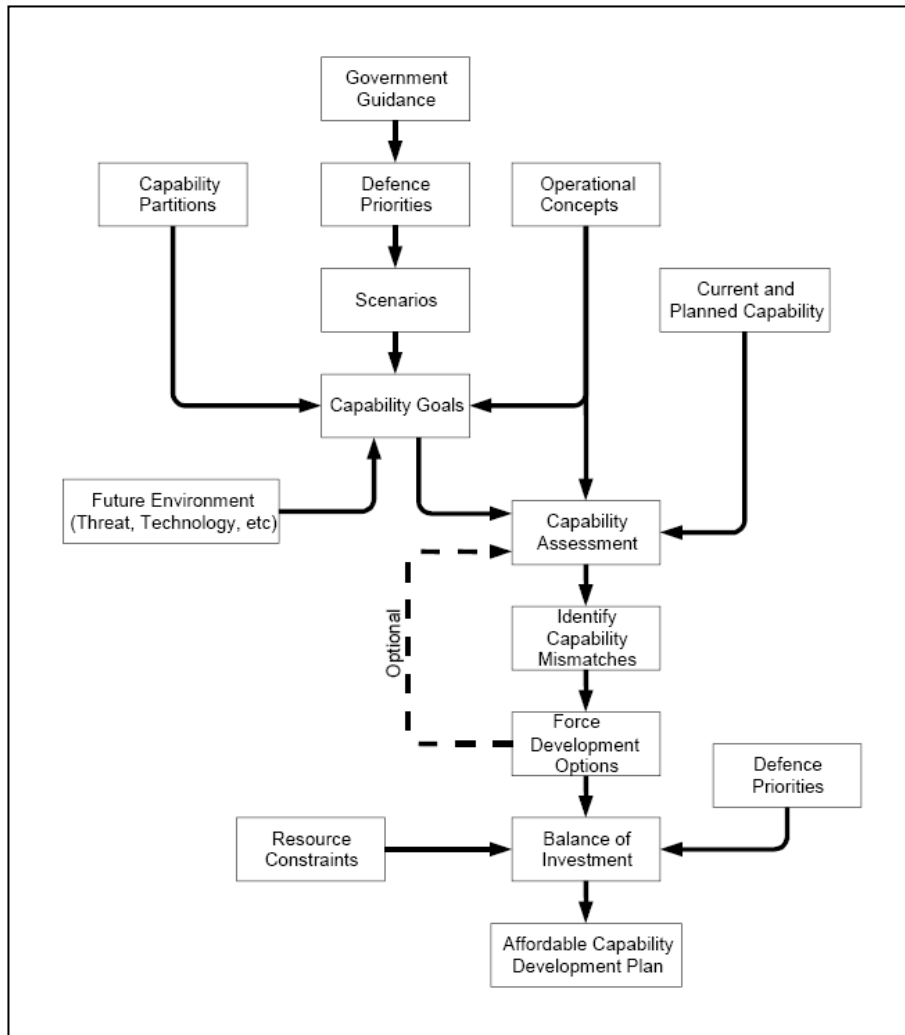 Government
Guidance
Capability
Partitions
Defence
Priorities
Operational
Concepts
Scenarios
Current and
Planned Capability
Capability Goals
Future Environment
(Threat, Technology, etc)
Capability
Assessment
Optional
Identify
Capability
Mismatches
Force
Development
Options
Defence
Priorities
Resource
Constraints
Balance of
Investment
Affordable Capability
Development Plan